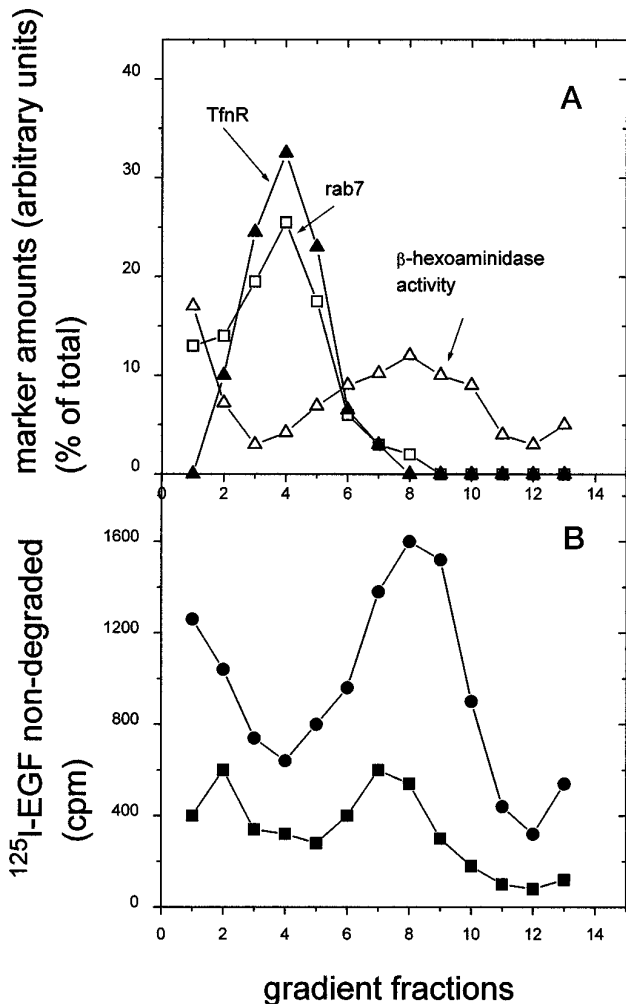 marker amounts (arbitrary units)
(% of total)
40
30
20
10
0
A
TfnR
rab7
β-hexoaminidase
activity
0 2 4 6 8 10 12 14
125I-EGF non-degraded
(cpm)
1600
1200
800
400
0
B
0 2 4 6 8 10 12 14
gradient fractions